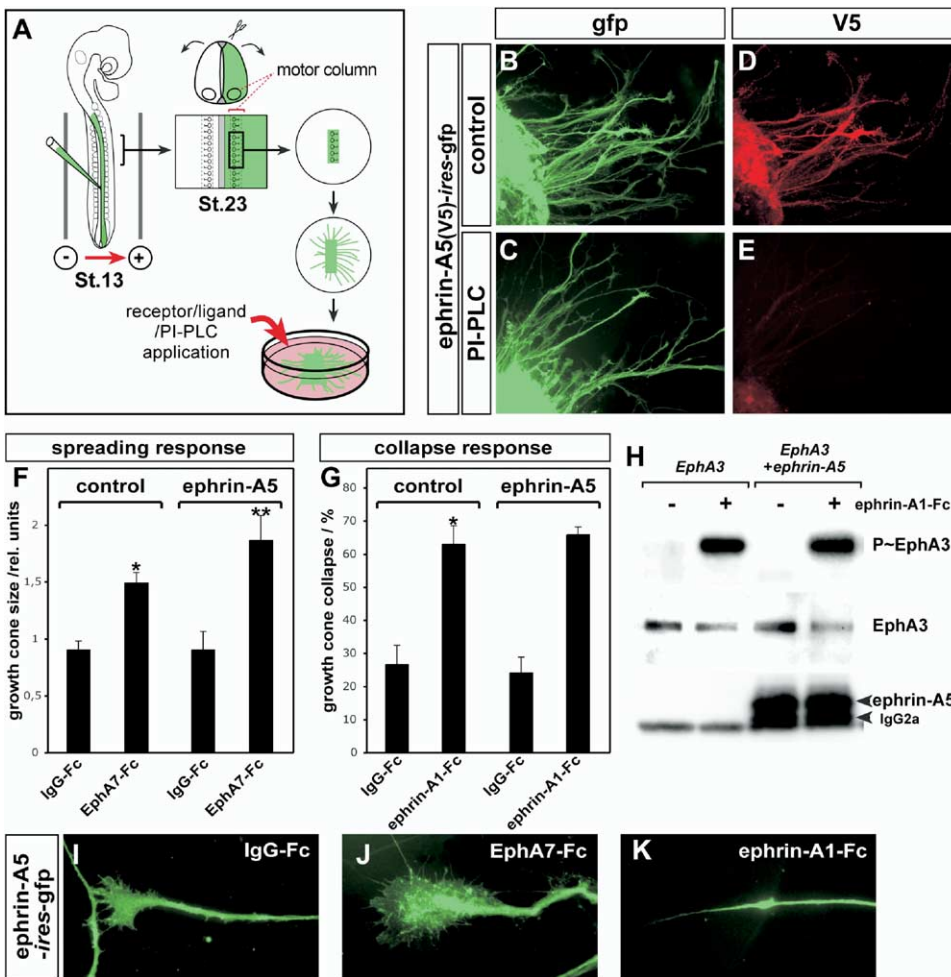 A
motor column
St.23
-
+
St.13
receptor/ligand
/PI-PLC
application
gfp
V5
ephrin-A5(V5)-ires-gfp
control
PI-PLC
B
D
C
E
spreading response
F
control
ephrin-A5
growth cone size /rel. units
2
1,5
1
0,5
0
*
**
IgG-Fc
EphA7-Fc
IgG-Fc
EphA7-Fc
collapse response
G
control
ephrin-A5
growth cone collapse / %
80
70
60
50
40
30
20
10
0
*
IgG-Fc
ephrin-A1-Fc
IgG-Fc
ephrin-A1-Fc
H
EphA3
EphA3
+ephrin-A5
- + - + ephrin-A1-Fc
P~EphA3
EphA3
ephrin-A5
IgG2a
ephrin-A5
-ires-gfp
I
IgG-Fc
J
EphA7-Fc
K
ephrin-A1-Fc